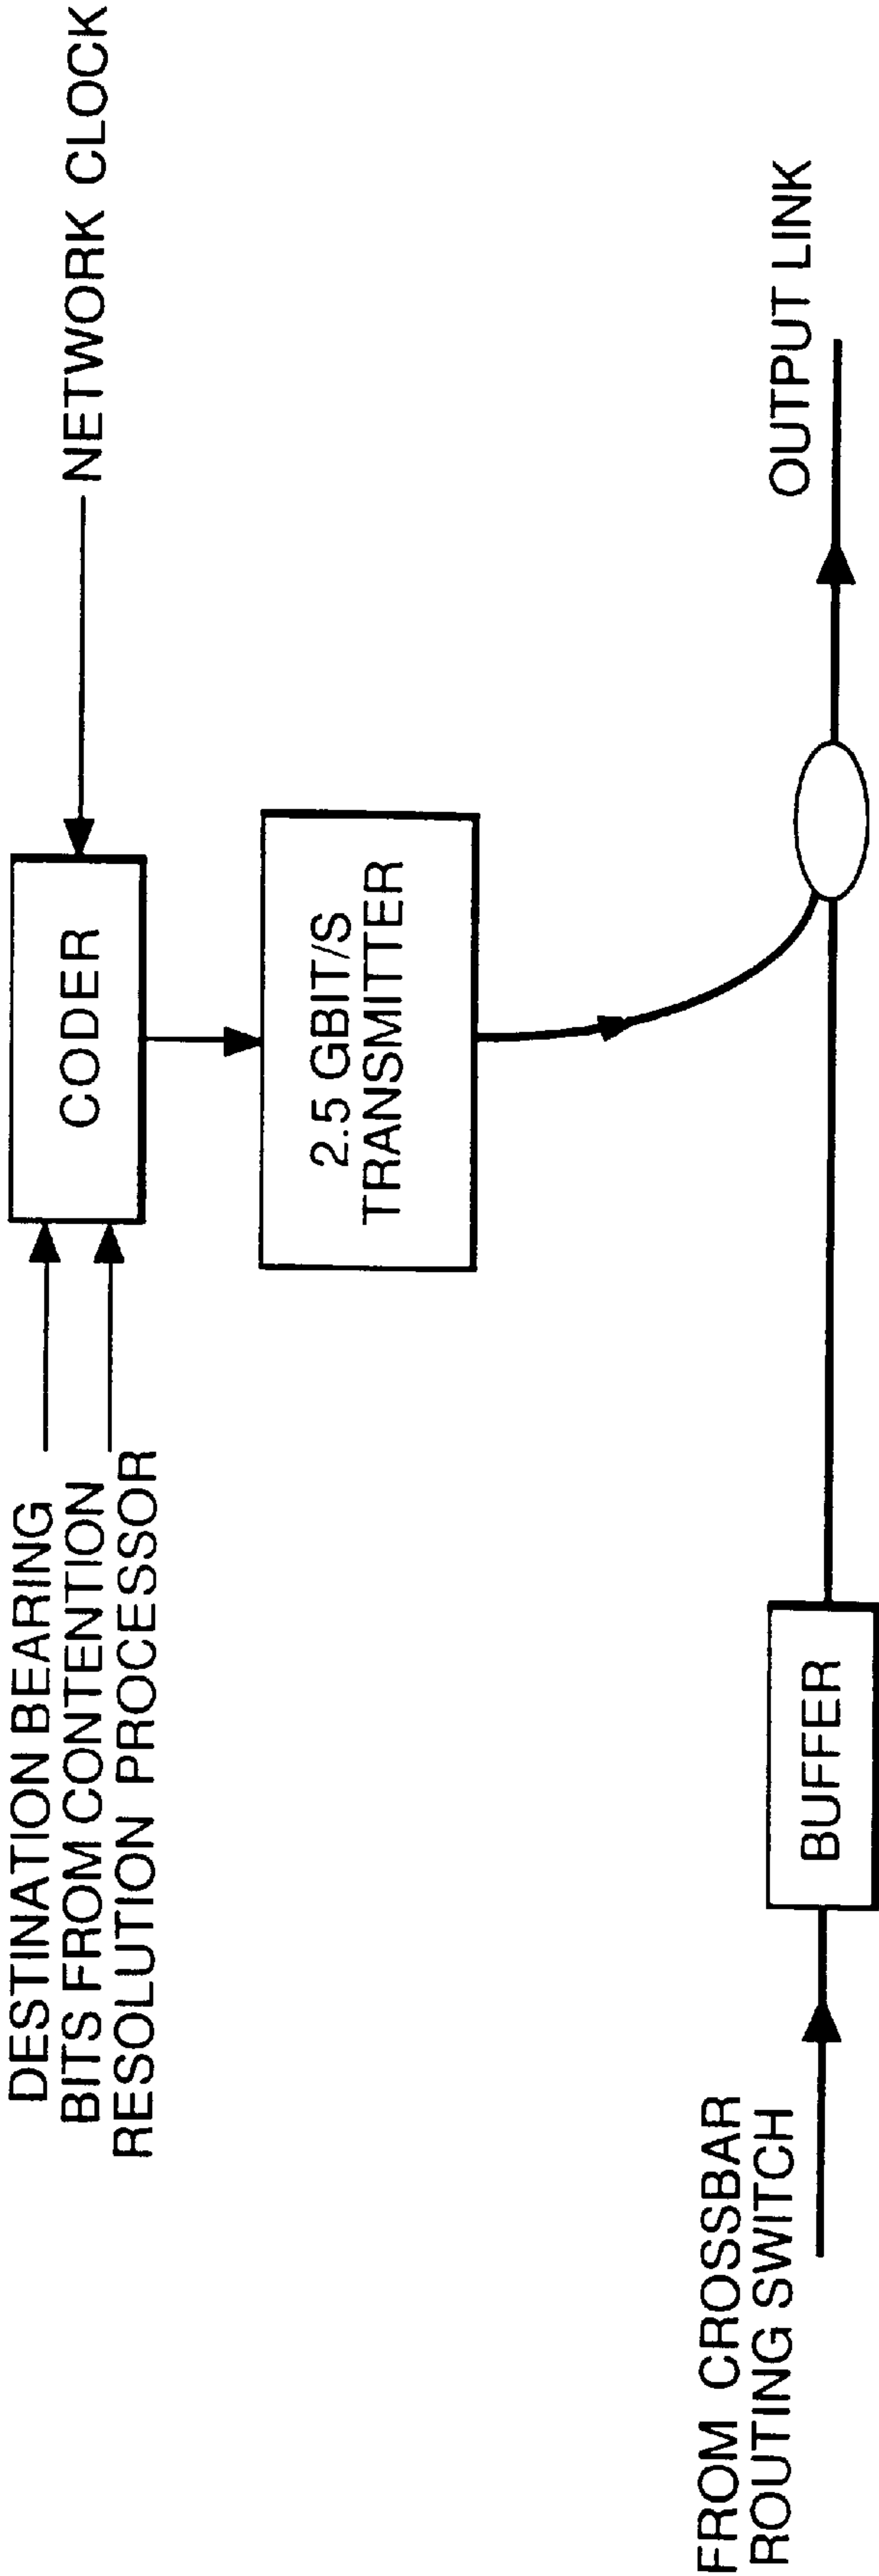 DESTINATION BEARING
BITS FROM CONTENTION
RESOLUTION PROCESSOR
CODER
NETWORK CLOCK
2.5 GBIT/S
TRANSMITTER
FROM CROSSBAR
ROUTING SWITCH
BUFFER
OUTPUT LINK